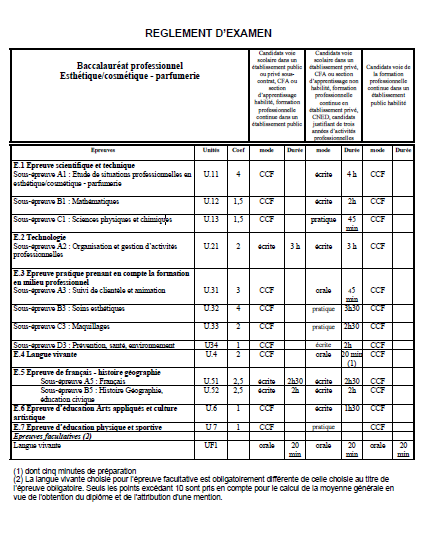 REGLEMENT D'EXAMEN
Baccalauréat professionnel
Esthétique/cosmétique - parfumerie
Candidats voie scolaire dans un établissement public ou privé sous-contrat, CFA ou section d'apprentissage habilité, formation professionnelle continue dans un établissement public
Candidats voie scolaire dans un établissement privé, CFA ou section d'apprentissage non habilité, formation professionnelle continue en établissement privé, CNED, candidats justifiant de trois années d'activités professionnelles
Candidats voie de la formation professionnelle continue dans un établissement public habilité
Epreuves Unités Coef mode Durée mode Durée mode Durée
E.1 Epreuve scientifique et technique
Sous-épreuve A1 : Etude de situations professionnelles en esthétique/cosmétique - parfumerie U.11 4 CCF écrite 4 h CCF
Sous-épreuve B1 : Mathématiques U.12 1,5 CCF écrite 2h CCF
Sous-épreuve C1 : Sciences physiques et chimiques U.13 1,5 CCF pratique 45 min CCF
E.2 Technologie
Sous-épreuve A2 : Organisation et gestion d'activités professionnelles U.21 2 écrite 3 h écrite 3 h CCF
E.3 Epreuve pratique prenant en compte la formation en milieu professionnel
Sous-épreuve A3 : Suivi de clientèle et animation U.31 3 CCF orale 45 min CCF
Sous-épreuve B3 : Soins esthétiques U.32 4 CCF pratique 3h30 CCF
Sous-épreuve C3 : Maquillages U.33 2 CCF pratique 2h30 CCF
Sous-épreuve D3 : Prévention, santé, environnement U34 1 CCF écrite 2h CCF
E.4 Langue vivante U.4 2 CCF orale 20 min (1) CCF
E.5 Epreuve de français - histoire géographie
Sous-épreuve A5 : Français U.51 2,5 écrite 2h30 écrite 2h30 CCF
Sous-épreuve B5 : Histoire Géographie, éducation civique U.52 2,5 écrite 2h écrite 2h CCF
E.6 Epreuve d'éducation Arts appliqués et culture artistique U.6 1 CCF écrite 1h30 CCF
E.7 Epreuve d'éducation physique et sportive U 7 1 CCF pratique CCF
Epreuves facultatives (2)
Langue vivante UF1 orale 20 min orale 20 min orale 20 min
(1) dont cinq minutes de préparation
(2) La langue vivante choisie pour l'épreuve facultative est obligatoirement différente de celle choisie au titre de
l'épreuve obligatoire. Seuls les points excédant 10 sont pris en compte pour le calcul de la moyenne générale en
vue de l'obtention du diplôme et de l'attribution d'une mention.